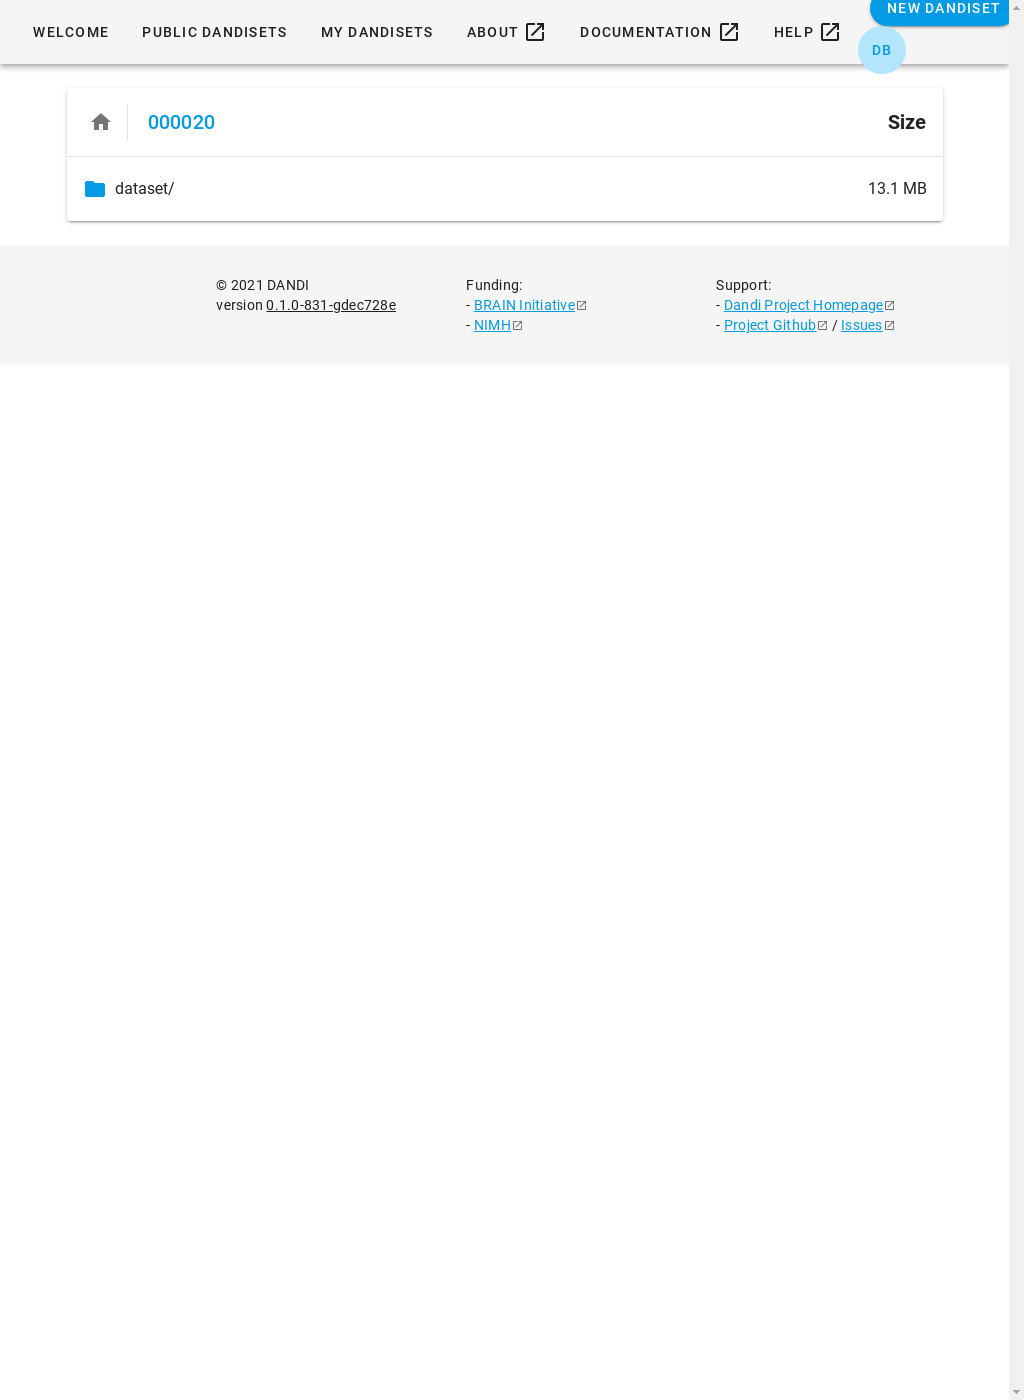 WELCOME PUBLIC DANDISETS MY DANDISETS ABOUT DOCUMENTATION HELP NEW DANDISET
DB
000020 Size
dataset/ 13.1 MB
© 2021 DANDI
version 0.1.0-831-gdec728e
Funding:
- BRAIN Initiative
- NIMH
Support:
- Dandi Project Homepage
- Project Github / Issues